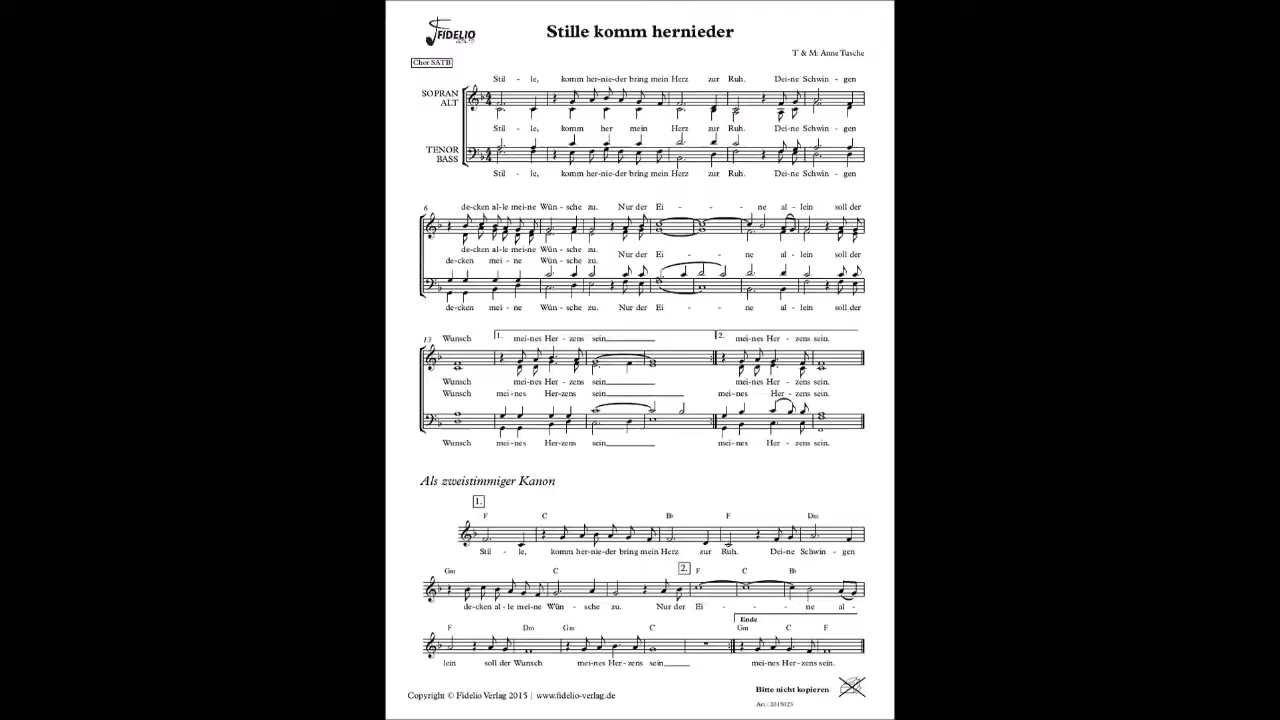 FIDELIO
Stille komm hernieder
T & M: Anne Tusche
Chor SATB
Stil - le, komm her-nie-der bring mein Herz zur Ruh. Dei-ne Schwin - gen
SOPRAN
ALT
Stil - le, komm her mein Herz zur Ruh. Dei-ne Schwin - gen
TENOR
BASS
Stil - le, komm her-nie-der bring mein Herz zur Ruh. Dei-ne Schwin - gen
6
de-cken al-le mei-ne Wün-sche zu. Nur der Ei - - - ne al-lein soll der
de-cken al-le mei-ne Wün-sche zu.
Nur der Ei - - ne al-lein soll der
de-cken mei-ne Wün-sche zu.
de-cken mei-ne Wün-sche zu. Nur der Ei - - ne al-lein soll der
13
Wunsch 1. mei-nes Her-zens sein 2. mei-nes Her-zens sein.
Wunsch mei-nes Her-zens sein mei-nes Her-zens sein.
Wunsch mei-nes Her-zens sein mei-nes Her-zens sein.
Wunsch mei-nes Her-zens sein mei-nes Her-zens sein.
Als zweistimmiger Kanon
1.
F C B♭ F Dm
Stil - le, komm her-nie-der bring mein Herz zur Ruh. Dei-ne Schwin - gen
2.
Gm C F C B♭
de-cken al-le mei-ne Wün - sche zu. Nur der Ei - - - ne al-
Ende
F Dm Gm C Gm C F
lein soll der Wunsch mei-nes Her-zens sein mei-nes Her-zens sein.
Bitte nicht kopieren
Copyright © Fidelio Verlag 2015 | www.fidelio-verlag.de